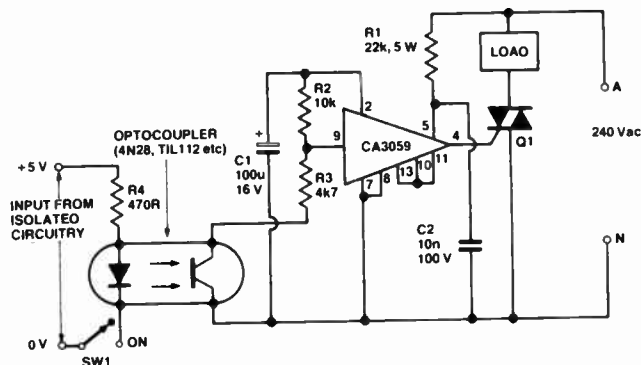 R1
22k, 5 W
LOAO
A
R2
10k
2
5
4
OPTOCOUPLER
(4N28, TIL112 etc)
+
9
CA3059
Q1
240 Vac
+5 V
C1
100u
16 V
R3
4k7
7
8
13
10
11
R4
470R
INPUT FROM
ISOLATED
CIRCUITRY
C2
10n
100 V
N
0 V
ON
SW1